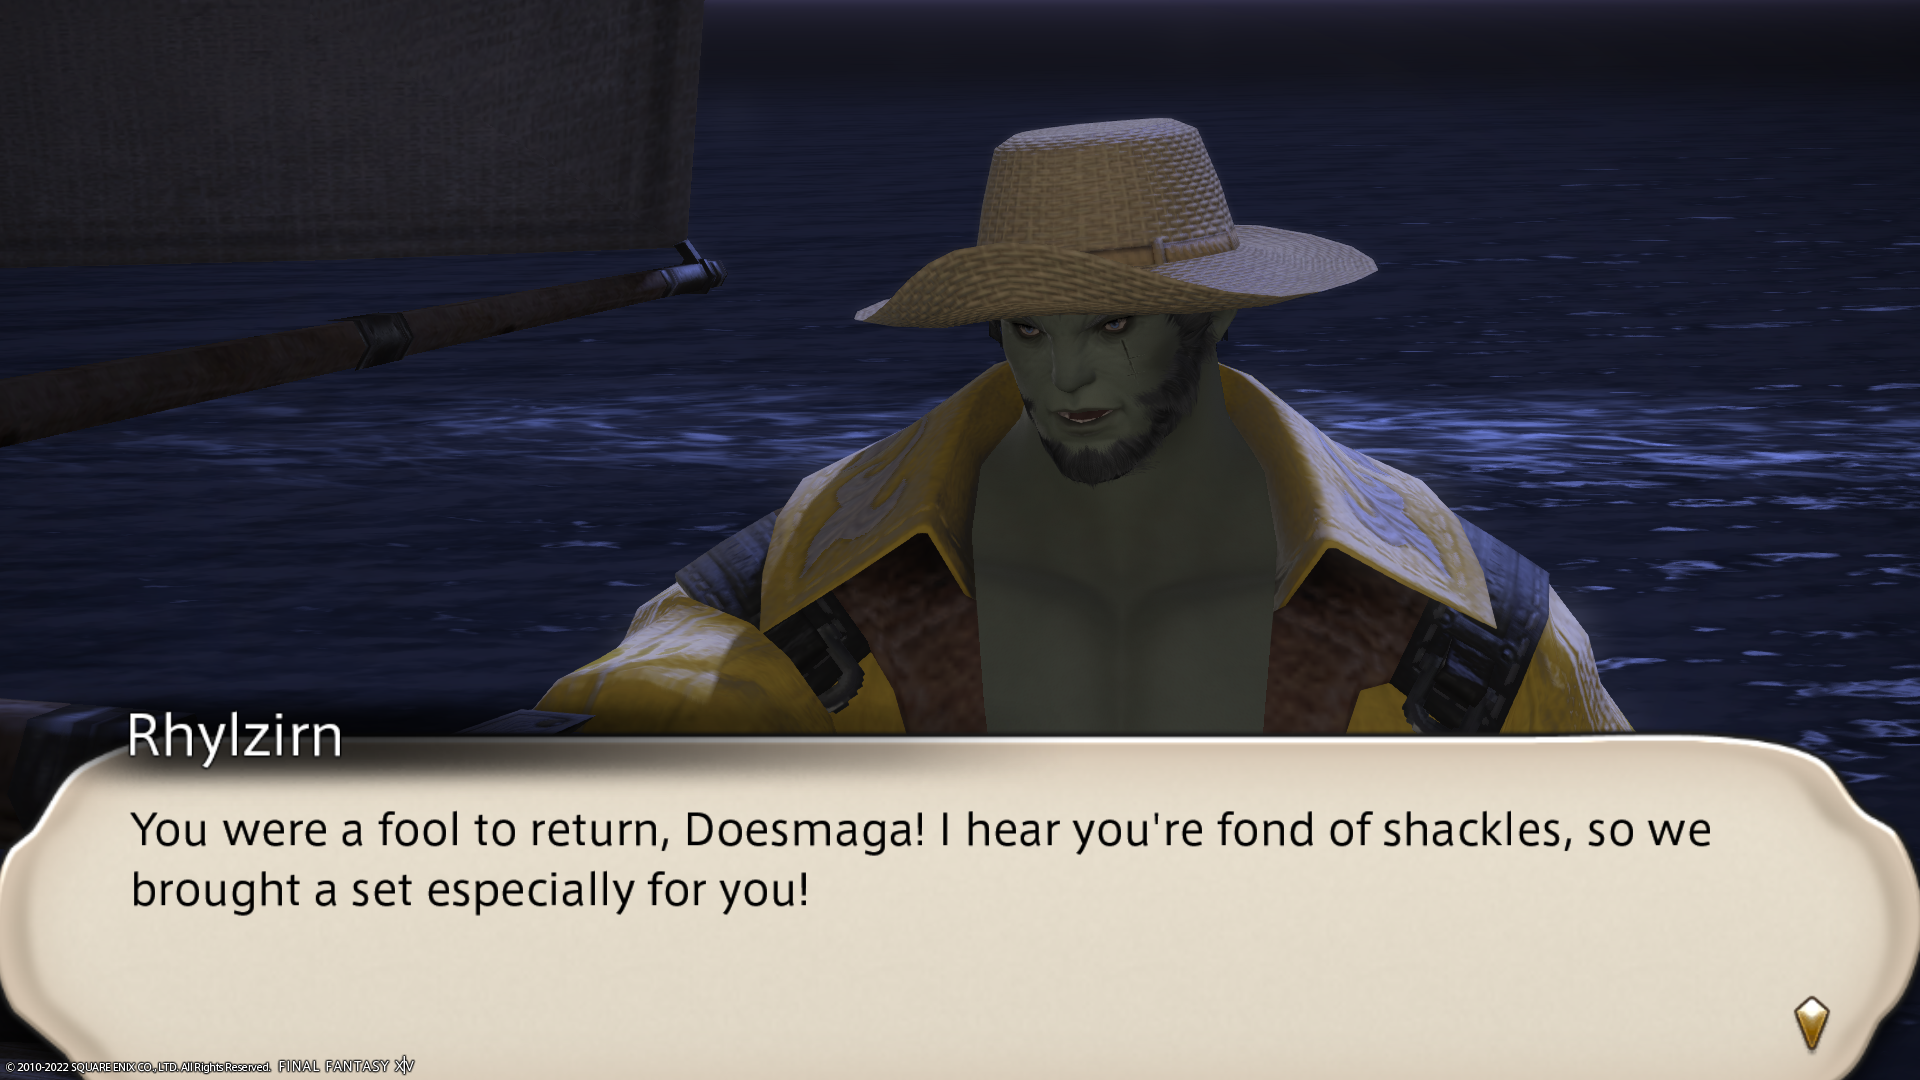 Rhylzirn
You were a fool to return, Doesmaga! I hear you're fond of shackles, so we
brought a set especially for you!
© 2010-2022 SQUARE ENIX CO., LTD. All Rights Reserved. FINAL FANTASY XIV